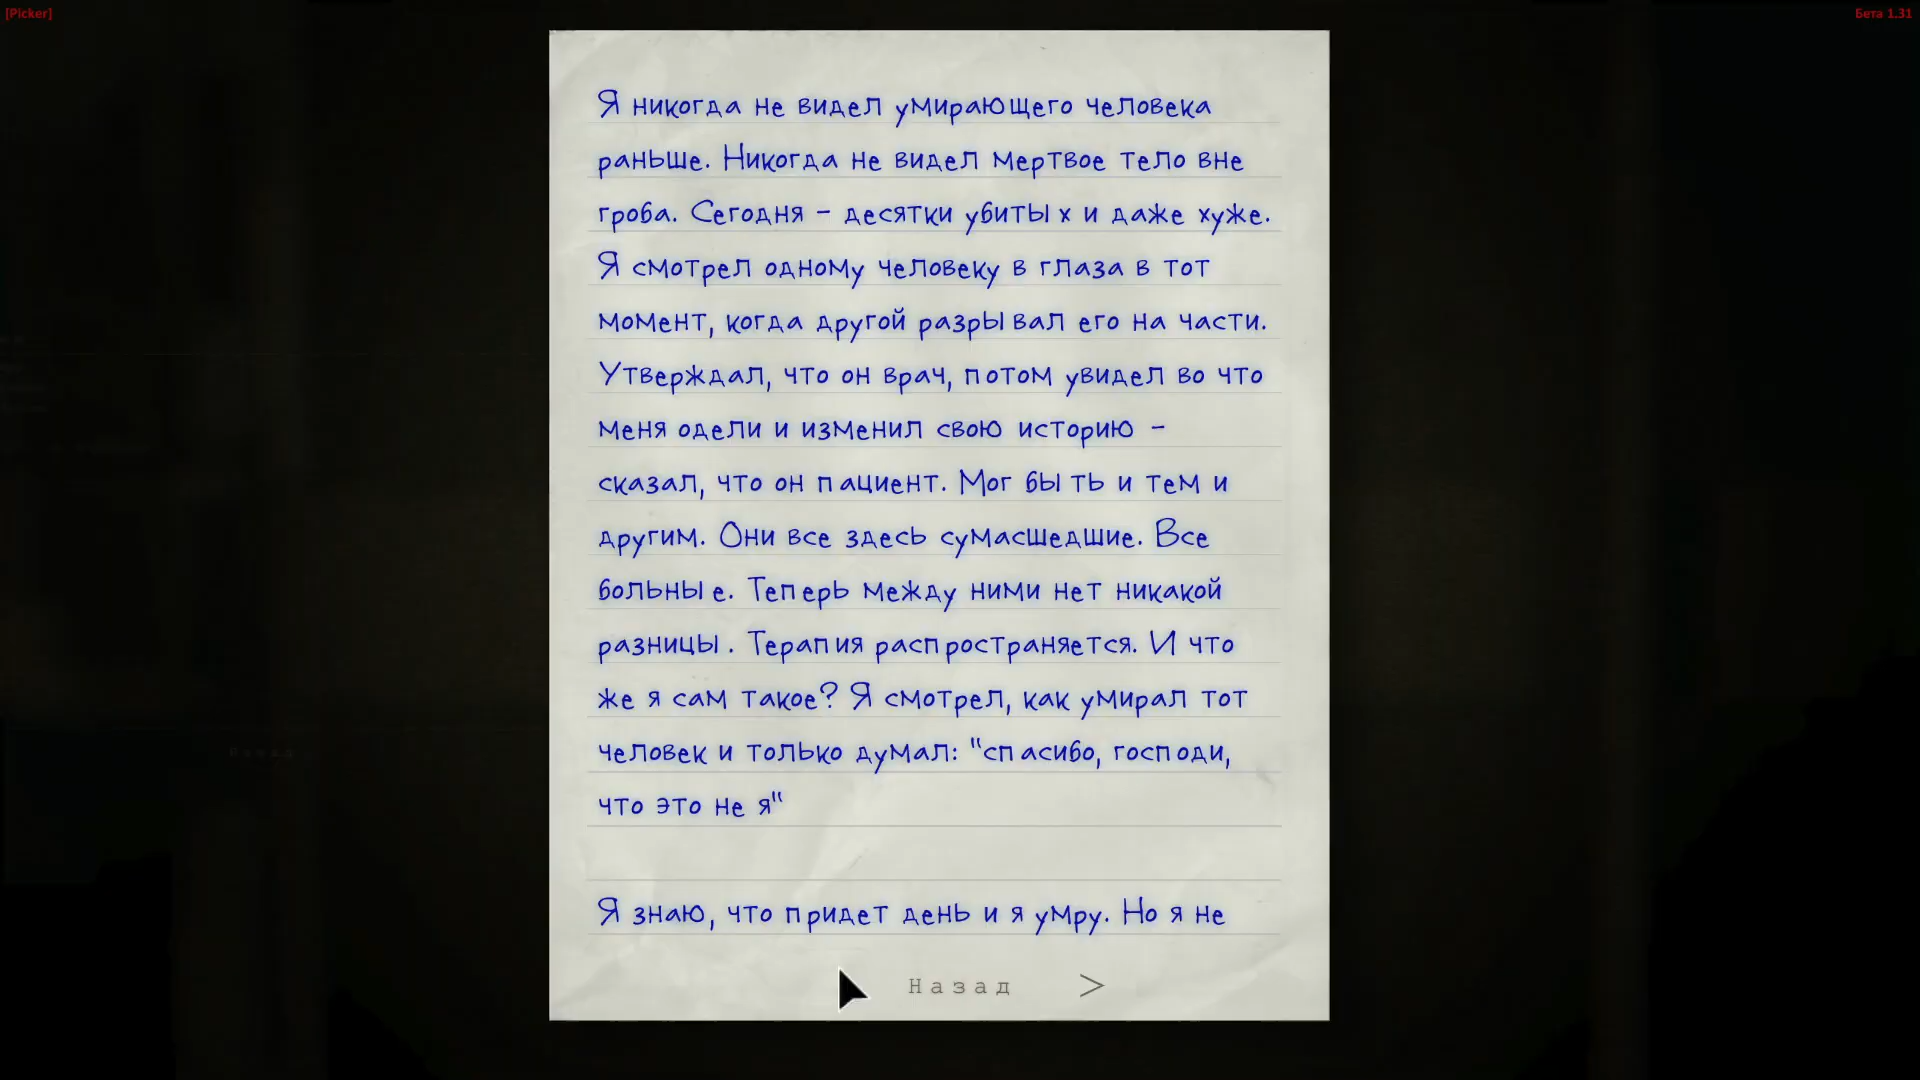 [Picker]
Бета 1.31
Я никогда не видел умирающего человека
раньше. Никогда не видел мертвое тело вне
гроба. Сегодня - десятки убитых и даже хуже.
Я смотрел одному человеку в глаза в тот
момент, когда другой разрывал его на части.
Утверждал, что он врач, потом увидел во что
меня одели и изменил свою историю -
сказал, что он пациент. Мог быть и тем и
другим. Они все здесь сумасшедшие. Все
больные. Теперь между ними нет никакой
разницы. Терапия распространяется. И что
же я сам такое? Я смотрел, как умирал тот
человек и только думал: "спасибо, господи,
что это не я"
Я знаю, что придет день и я умру. Но я не
Назад >
Назад